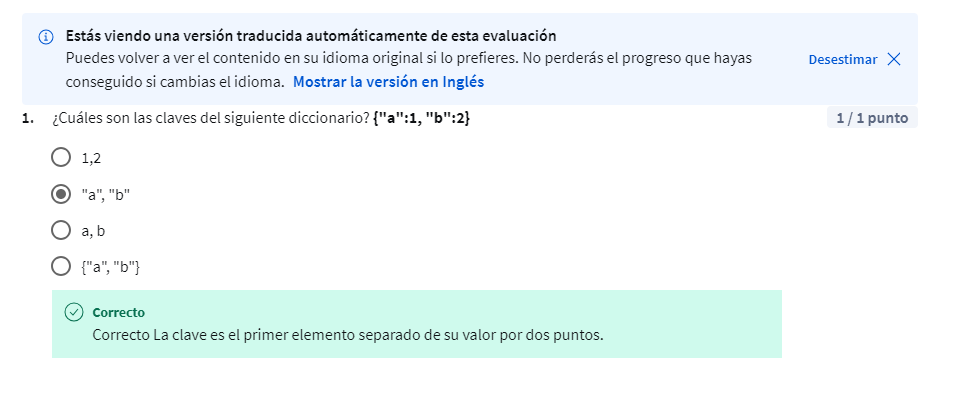 Estás viendo una versión traducida automáticamente de esta evaluación
Puedes volver a ver el contenido en su idioma original si lo prefieres. No perderás el progreso que hayas
conseguido si cambias el idioma. Mostrar la versión en Inglés
Desestimar
1. ¿Cuáles son las claves del siguiente diccionario? {"a":1, "b":2}
1 / 1 punto
1,2
"a", "b"
a, b
{"a", "b"}
Correcto
Correcto La clave es el primer elemento separado de su valor por dos puntos.